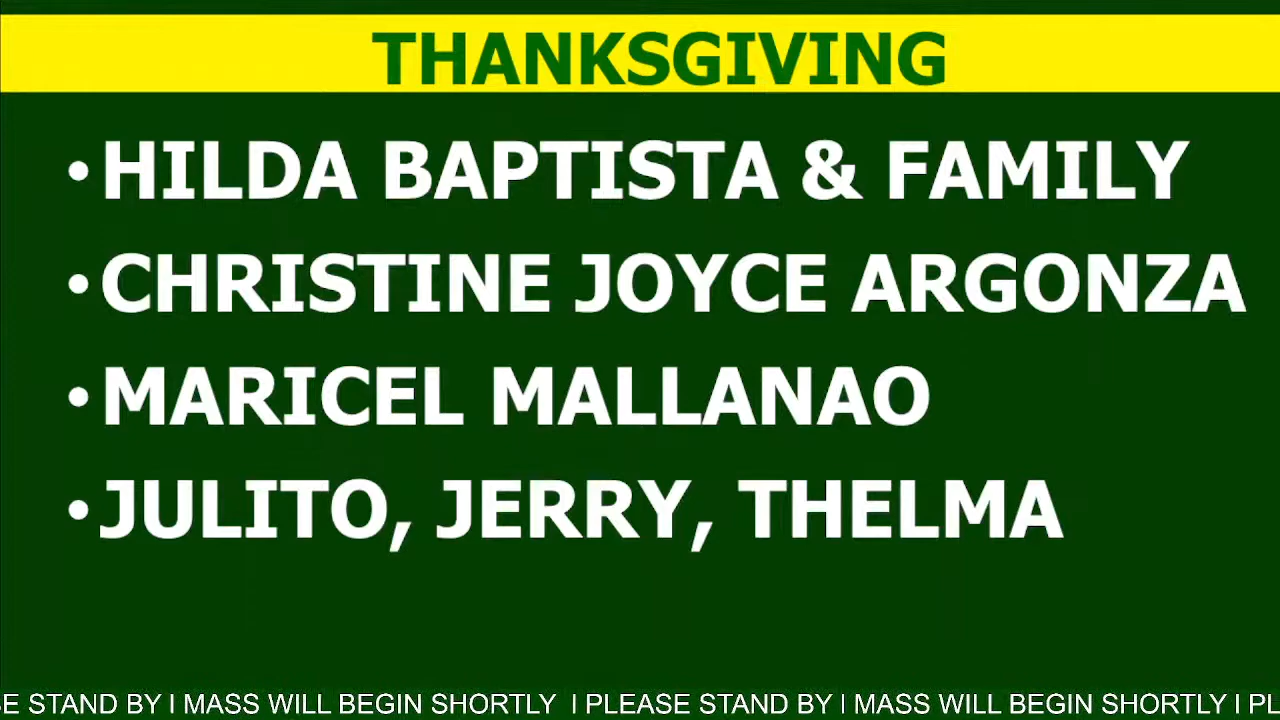 THANKSGIVING
•HILDA BAPTISTA & FAMILY
•CHRISTINE JOYCE ARGONZA
•MARICEL MALLANAO
•JULITO, JERRY, THELMA
E STAND BY I MASS WILL BEGIN SHORTLY I PLEASE STAND BY I MASS WILL BEGIN SHORTLY I PL